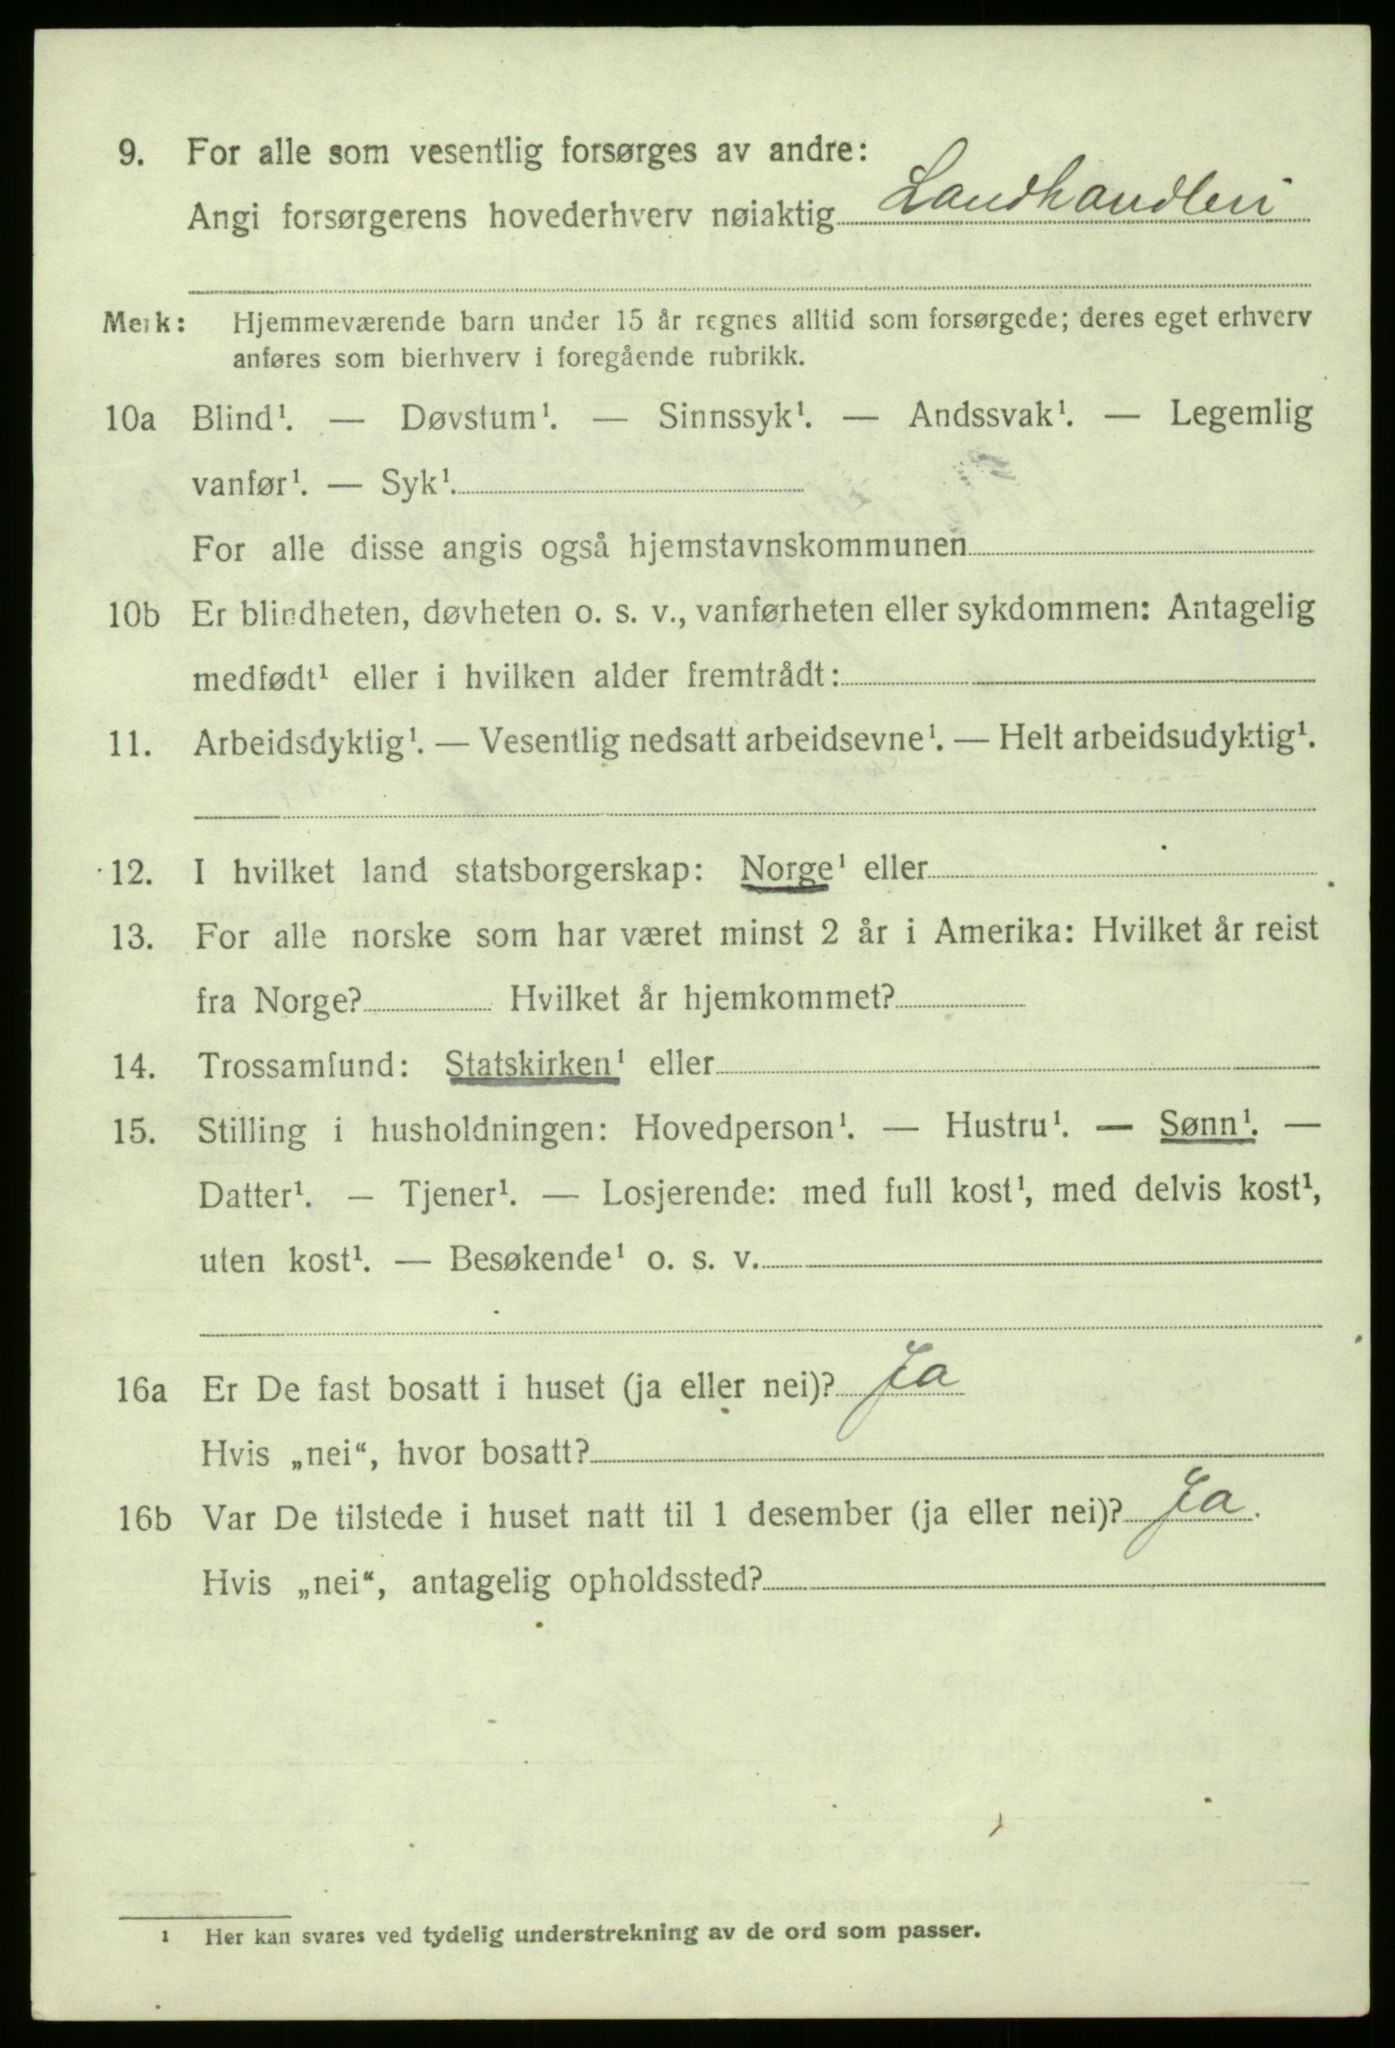 9. For alle som vesentlig forsørges av andre:
Angi forsørgerens hovederhverv nøiaktig Landhandleri
Merk: Hjemmeværende barn under 15 år regnes alltid som forsørgede; deres eget erhverv
anføres som bierhverv i foregående rubrikk.
10a Blind¹. — Døvstum¹. — Sinnssyk¹. — Andssvak¹. — Legemlig
vanfør¹. — Syk¹.
For alle disse angis også hjemstavnskommunen
10b Er blindheten, døvheten o. s. v., vanførheten eller sykdommen: Antagelig
medfødt¹ eller i hvilken alder fremtrådt:
11. Arbeidsdyktig¹. — Vesentlig nedsatt arbeidsevne¹. — Helt arbeidsudyktig¹.
12. I hvilket land statsborgerskap: Norge¹ eller
13. For alle norske som har været minst 2 år i Amerika: Hvilket år reist
fra Norge? Hvilket år hjemkommet?
14. Trossamfund: Statskirken¹ eller
15. Stilling i husholdningen: Hovedperson¹. — Hustru¹. — Sønn¹. —
Datter¹. — Tjener¹. — Losjerende: med full kost¹, med delvis kost¹,
uten kost¹. — Besøkende¹ o. s. v.
16a Er De fast bosatt i huset (ja eller nei)? Ja
Hvis „nei“, hvor bosatt?
16b Var De tilstede i huset natt til 1 desember (ja eller nei)? Ja.
Hvis „nei“, antagelig opholdssted?
1 Her kan svares ved tydelig understrekning av de ord som passer.